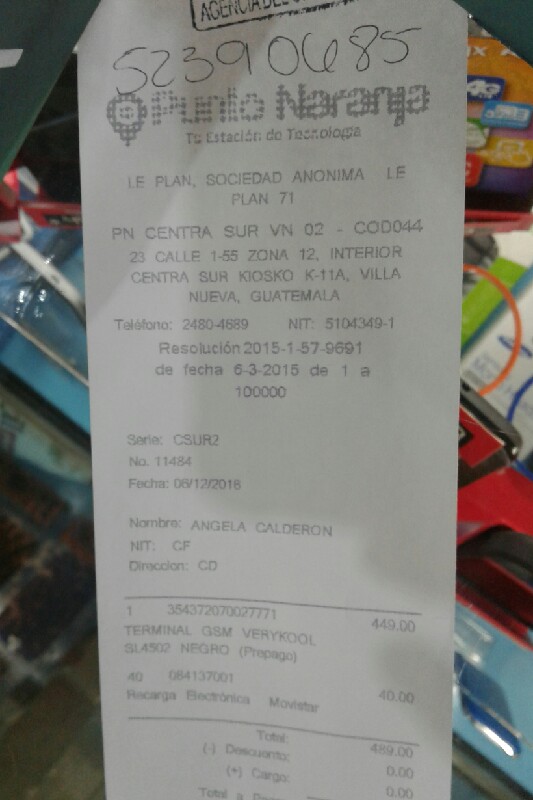 AGENCIA
52390685
Punto Naranja
Tu Estación de Tecnología
LE PLAN, SOCIEDAD ANONIMA LE
PLAN 71
PN CENTRA SUR VN 02 - COD044
23 CALLE 1-55 ZONA 12, INTERIOR
CENTRA SUR KIOSKO K-11A, VILLA
NUEVA, GUATEMALA
Teléfono: 2480-4689 NIT: 5104349-1
Resolución 2015-1-57-9691
de fecha 6-3-2015 de 1 a
100000
Serie: CSUR2
No. 11484
Fecha: 06/12/2016
Nombre: ANGELA CALDERON
NIT: CF
Direccion: CD
1 354372070027771 449.00
TERMINAL GSM VERYKOOL
SL4502 NEGRO (Prepago)
40 084137001
Recarga Electrónica Movistar 40.00
Total: 489.00
(-) Descuento: 0.00
(+) Cargo: 0.00
Total a